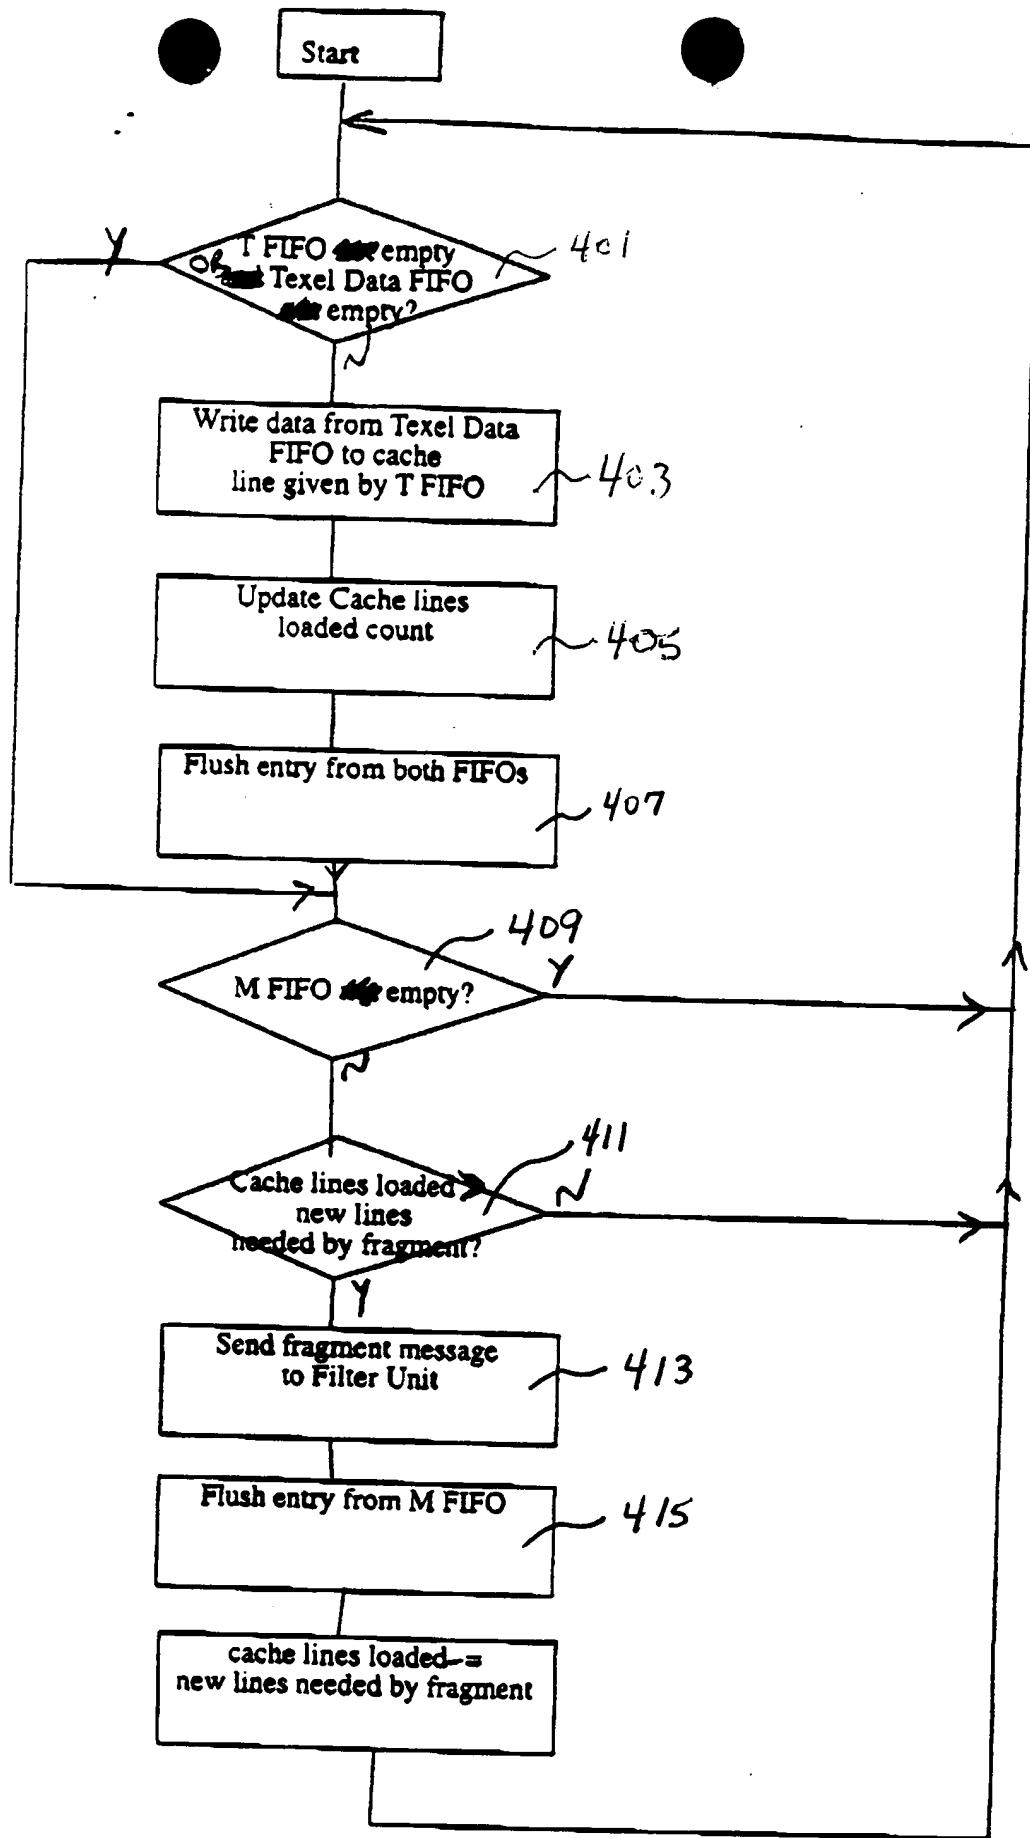 Start
Y
T FIFO empty
OR Texel Data FIFO
empty?
401
N
Write data from Texel Data
FIFO to cache
line given by T FIFO
403
Update Cache lines
loaded count
405
Flush entry from both FIFOs
407
409
M FIFO empty?
Y
N
411
Cache lines loaded >
new lines
needed by fragment?
N
Y
Send fragment message
to Filter Unit
413
Flush entry from M FIFO
415
cache lines loaded-=
new lines needed by fragment